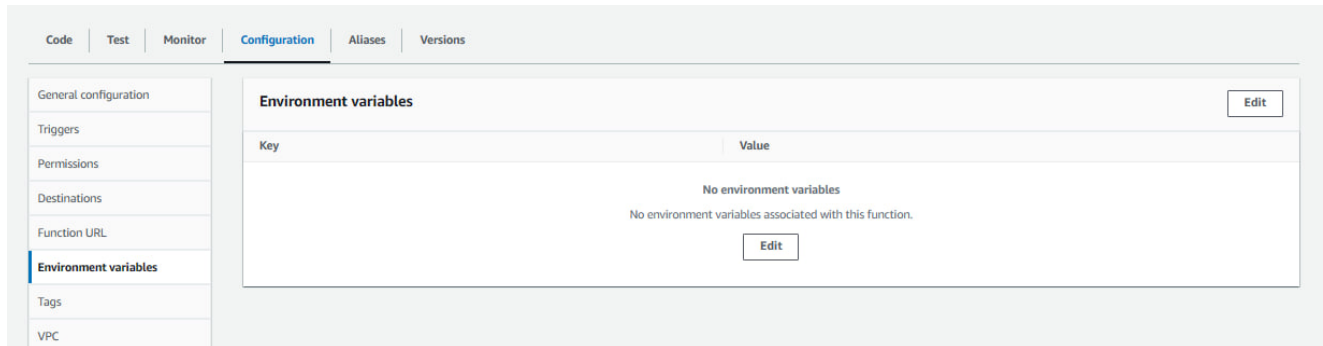 Code Test Monitor Configuration Aliases Versions
General configuration
Triggers
Permissions
Destinations
Function URL
Environment variables
Tags
VPC
Environment variables Edit
Key Value
No environment variables
No environment variables associated with this function.
Edit